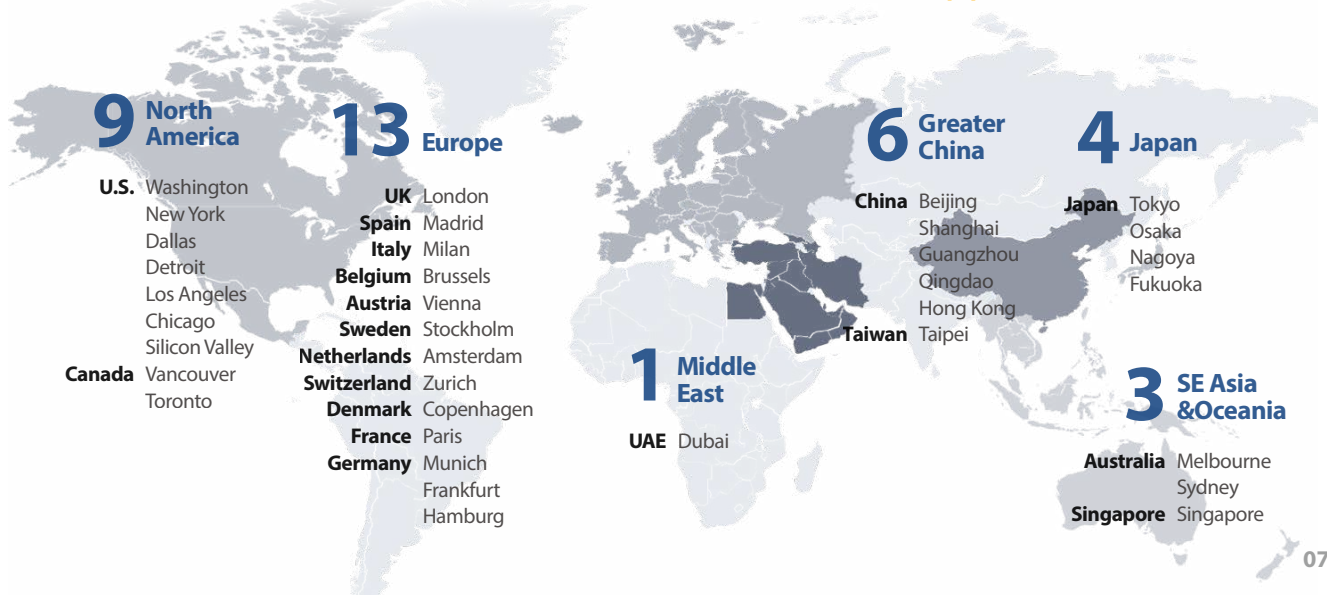 9 North
America
U.S. Washington
New York
Dallas
Detroit
Los Angeles
Chicago
Silicon Valley
Canada Vancouver
Toronto
13 Europe
UK London
Spain Madrid
Italy Milan
Belgium Brussels
Austria Vienna
Sweden Stockholm
Netherlands Amsterdam
Switzerland Zurich
Denmark Copenhagen
France Paris
Germany Munich
Frankfurt
Hamburg
1 Middle
East
UAE Dubai
6 Greater
China
China Beijing
Shanghai
Guangzhou
Qingdao
Hong Kong
Taiwan Taipei
4 Japan
Japan Tokyo
Osaka
Nagoya
Fukuoka
3 SE Asia
&Oceania
Australia Melbourne
Sydney
Singapore Singapore
07